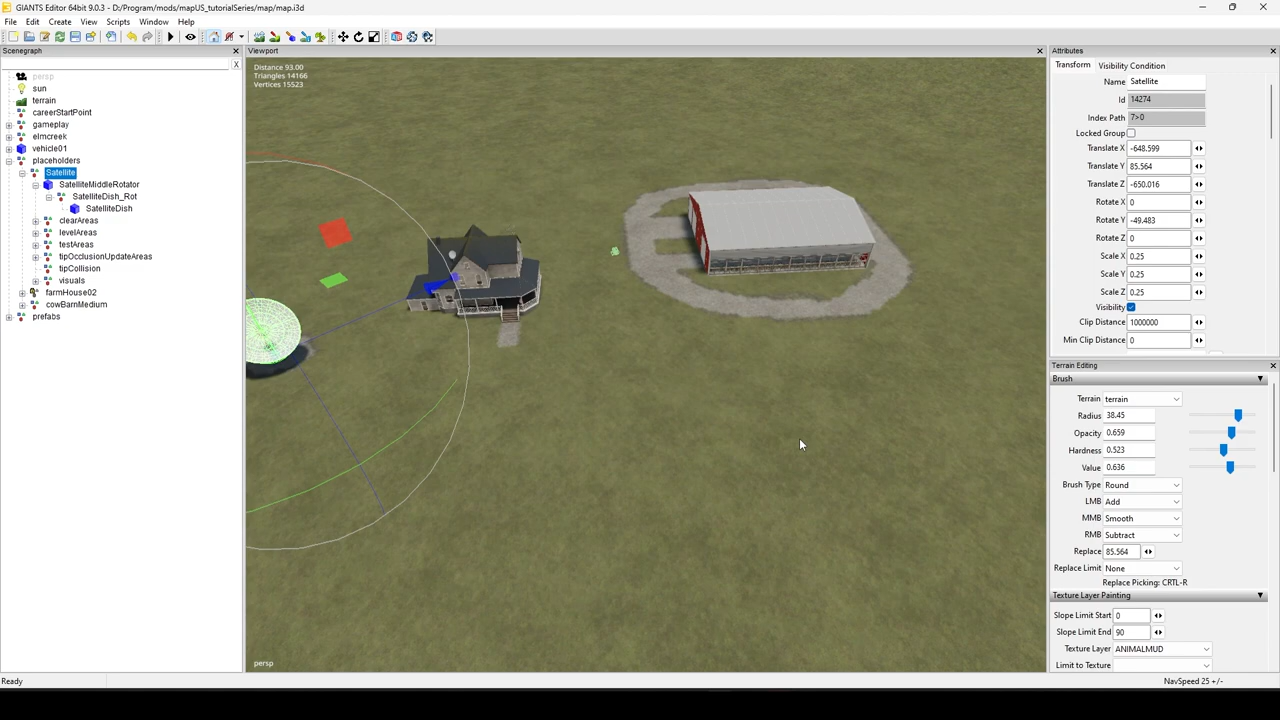 GIANTS Editor 64bit 9.0.3 - D:/Program/mods/mapUS_tutorialSeries/map/map.i3d
File Edit Create View Scripts Window Help
Scenegraph
X
persp
sun
terrain
careerStartPoint
gameplay
elmcreek
vehicle01
placeholders
Satellite
SatelliteMiddleRotator
SatelliteDish_Rot
SatelliteDish
clearAreas
levelAreas
testAreas
tipOcclusionUpdateAreas
tipCollision
visuals
farmHouse02
cowBarnMedium
prefabs
Viewport
Distance 93.00
Triangles 14166
Vertices 15523
persp
Attributes
Transform Visibility Condition
Name Satellite
Id 14274
Index Path 7>0
Locked Group
Translate X -648.599
Translate Y 85.564
Translate Z -650.016
Rotate X 0
Rotate Y -49.483
Rotate Z 0
Scale X 0.25
Scale Y 0.25
Scale Z 0.25
Visibility
Clip Distance 1000000
Min Clip Distance 0
Terrain Editing
Brush
Terrain terrain
Radius 38.45
Opacity 0.659
Hardness 0.523
Value 0.636
Brush Type Round
LMB Add
MMB Smooth
RMB Subtract
Replace 85.564
Replace Limit None
Replace Picking: CRTL-R
Texture Layer Painting
Slope Limit Start 0
Slope Limit End 90
Texture Layer ANIMALMUD
Limit to Texture
Ready
NavSpeed 25 +/-